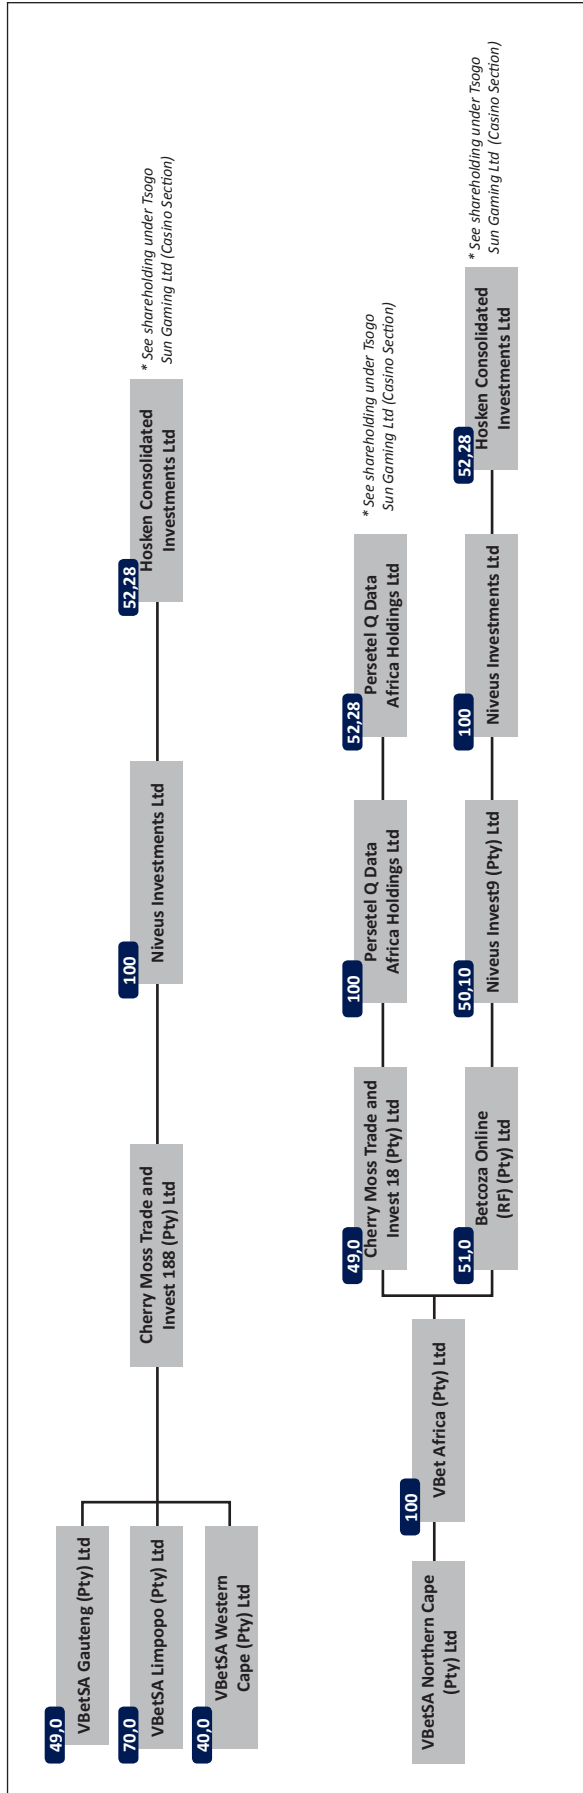 49,0
VBetSA Gauteng (Pty) Ltd
70,0
VBetSA Limpopo (Pty) Ltd
40,0
VBetSA Western
Cape (Pty) Ltd
Cherry Moss Trade and
Invest 188 (Pty) Ltd
100
Niveus Investments Ltd
52,28
Hosken Consolidated
Investments Ltd
* See shareholding under Tsogo
Sun Gaming Ltd (Casino Section)
VBetSA Northern Cape
(Pty) Ltd
100
VBet Africa (Pty) Ltd
49,0
Cherry Moss Trade and
Invest 18 (Pty) Ltd
100
Persetel Q Data
Africa Holdings Ltd
52,28
Persetel Q Data
Africa Holdings Ltd
* See shareholding under Tsogo
Sun Gaming Ltd (Casino Section)
51,0
Betcoza Online
(RF) (Pty) Ltd
50,10
Niveus Invest9 (Pty) Ltd
100
Niveus Investments Ltd
52,28
Hosken Consolidated
Investments Ltd
* See shareholding under Tsogo
Sun Gaming Ltd (Casino Section)